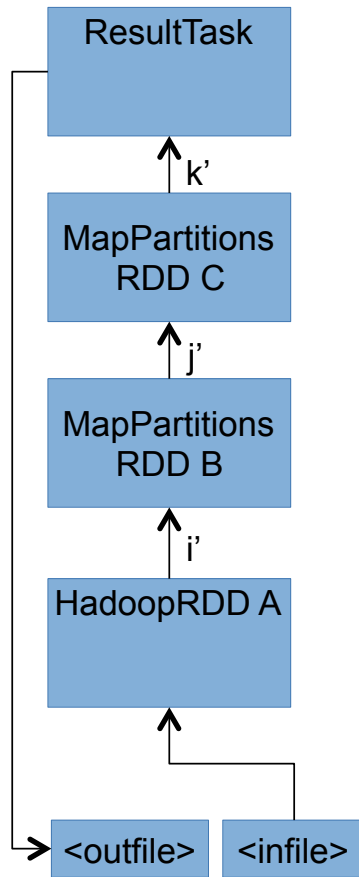 ResultTask
k’
MapPartitions
RDD C
j’
MapPartitions
RDD B
i’
HadoopRDD A
<outfile> <infile>